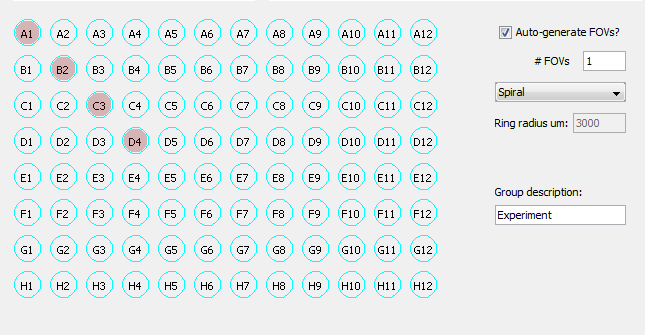 A1 A2 A3 A4 A5 A6 A7 A8 A9 A10 A11 A12
B1 B2 B3 B4 B5 B6 B7 B8 B9 B10 B11 B12
C1 C2 C3 C4 C5 C6 C7 C8 C9 C10 C11 C12
D1 D2 D3 D4 D5 D6 D7 D8 D9 D10 D11 D12
E1 E2 E3 E4 E5 E6 E7 E8 E9 E10 E11 E12
F1 F2 F3 F4 F5 F6 F7 F8 F9 F10 F11 F12
G1 G2 G3 G4 G5 G6 G7 G8 G9 G10 G11 G12
H1 H2 H3 H4 H5 H6 H7 H8 H9 H10 H11 H12
Auto-generate FOVs?
# FOVs 1
Spiral
Ring radius um: 3000
Group description:
Experiment